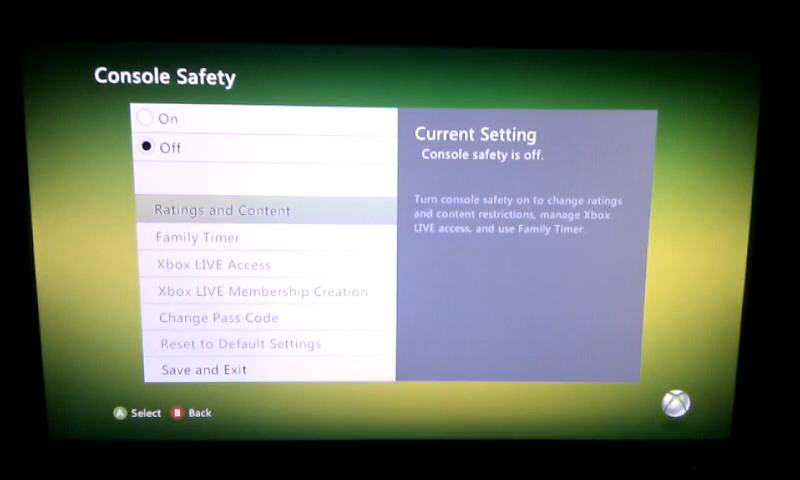 Console Safety
On
Off
Ratings and Content
Family Timer
Xbox LIVE Access
Xbox LIVE Membership Creation
Change Pass Code
Reset to Default Settings
Save and Exit
Current Setting
Console safety is off.
Turn console safety on to change ratings
and content restrictions, manage Xbox
LIVE access, and use Family Timer.
A Select B Back